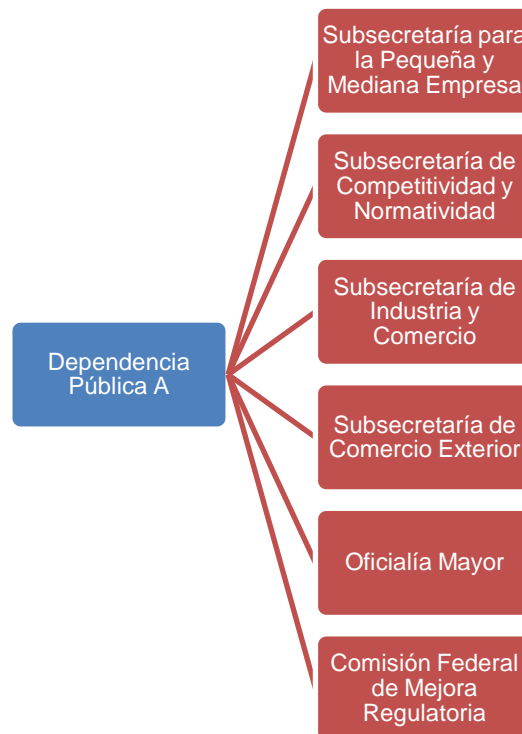 Subsecretaría para
la Pequeña y
Mediana Empresa
Subsecretaría de
Competitividad y
Normatividad
Subsecretaría de
Industria y
Comercio
Dependencia
Pública A
Subsecretaría de
Comercio Exterior
Oficialía Mayor
Comisión Federal
de Mejora
Regulatoria